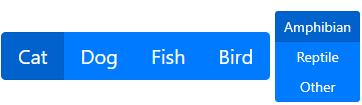 Cat Dog Fish Bird
Amphibian
Reptile
Other